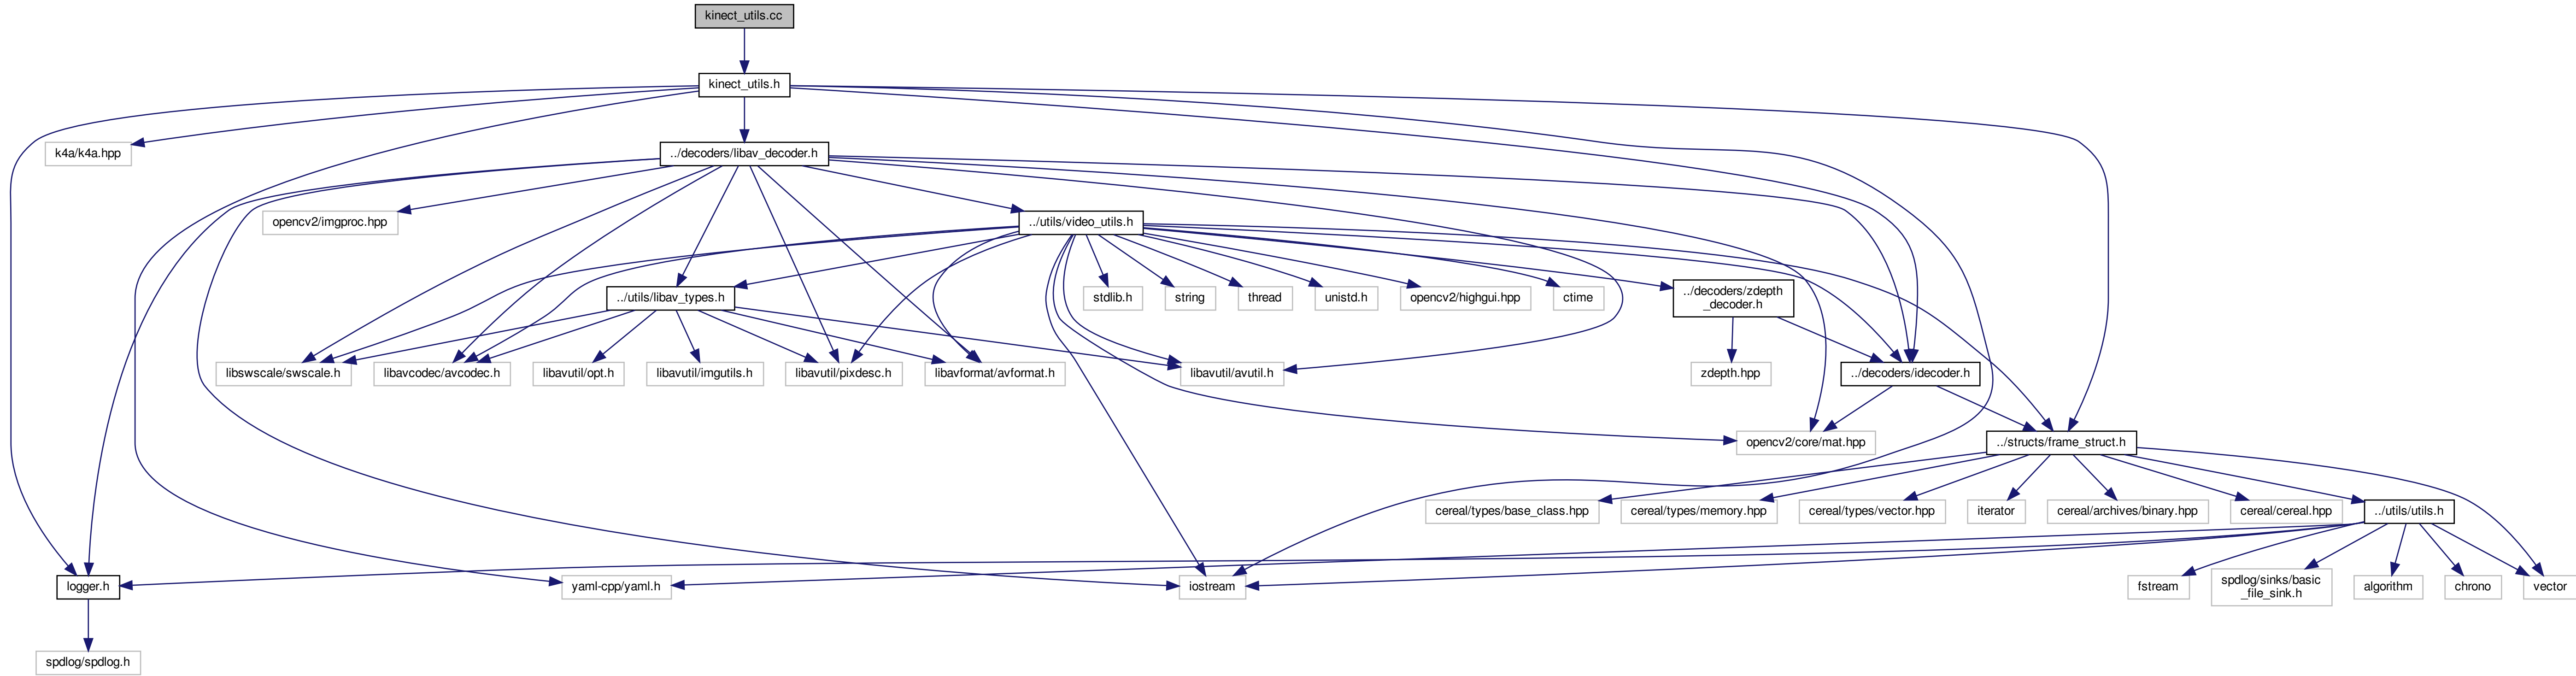 kinect_utils.cc
kinect_utils.h
k4a/k4a.hpp
../decoders/libav_decoder.h
opencv2/imgproc.hpp
../utils/video_utils.h
../utils/libav_types.h
stdlib.h
string
thread
unistd.h
opencv2/highgui.hpp
ctime
../decoders/zdepth
_decoder.h
libswscale/swscale.h
libavcodec/avcodec.h
libavutil/opt.h
libavutil/imgutils.h
libavutil/pixdesc.h
libavformat/avformat.h
libavutil/avutil.h
zdepth.hpp
../decoders/idecoder.h
opencv2/core/mat.hpp
../structs/frame_struct.h
cereal/types/base_class.hpp
cereal/types/memory.hpp
cereal/types/vector.hpp
iterator
cereal/archives/binary.hpp
cereal/cereal.hpp
../utils/utils.h
logger.h
yaml-cpp/yaml.h
iostream
fstream
spdlog/sinks/basic
_file_sink.h
algorithm
chrono
vector
spdlog/spdlog.h